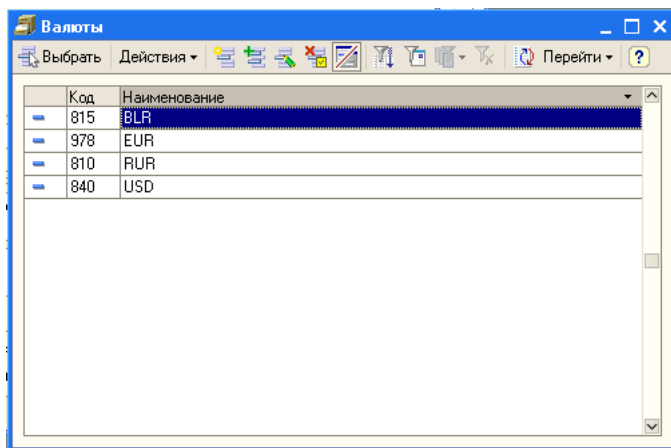 Валюты
Выбрать Действия Перейти ?
Код Наименование
815 BLR
978 EUR
810 RUR
840 USD